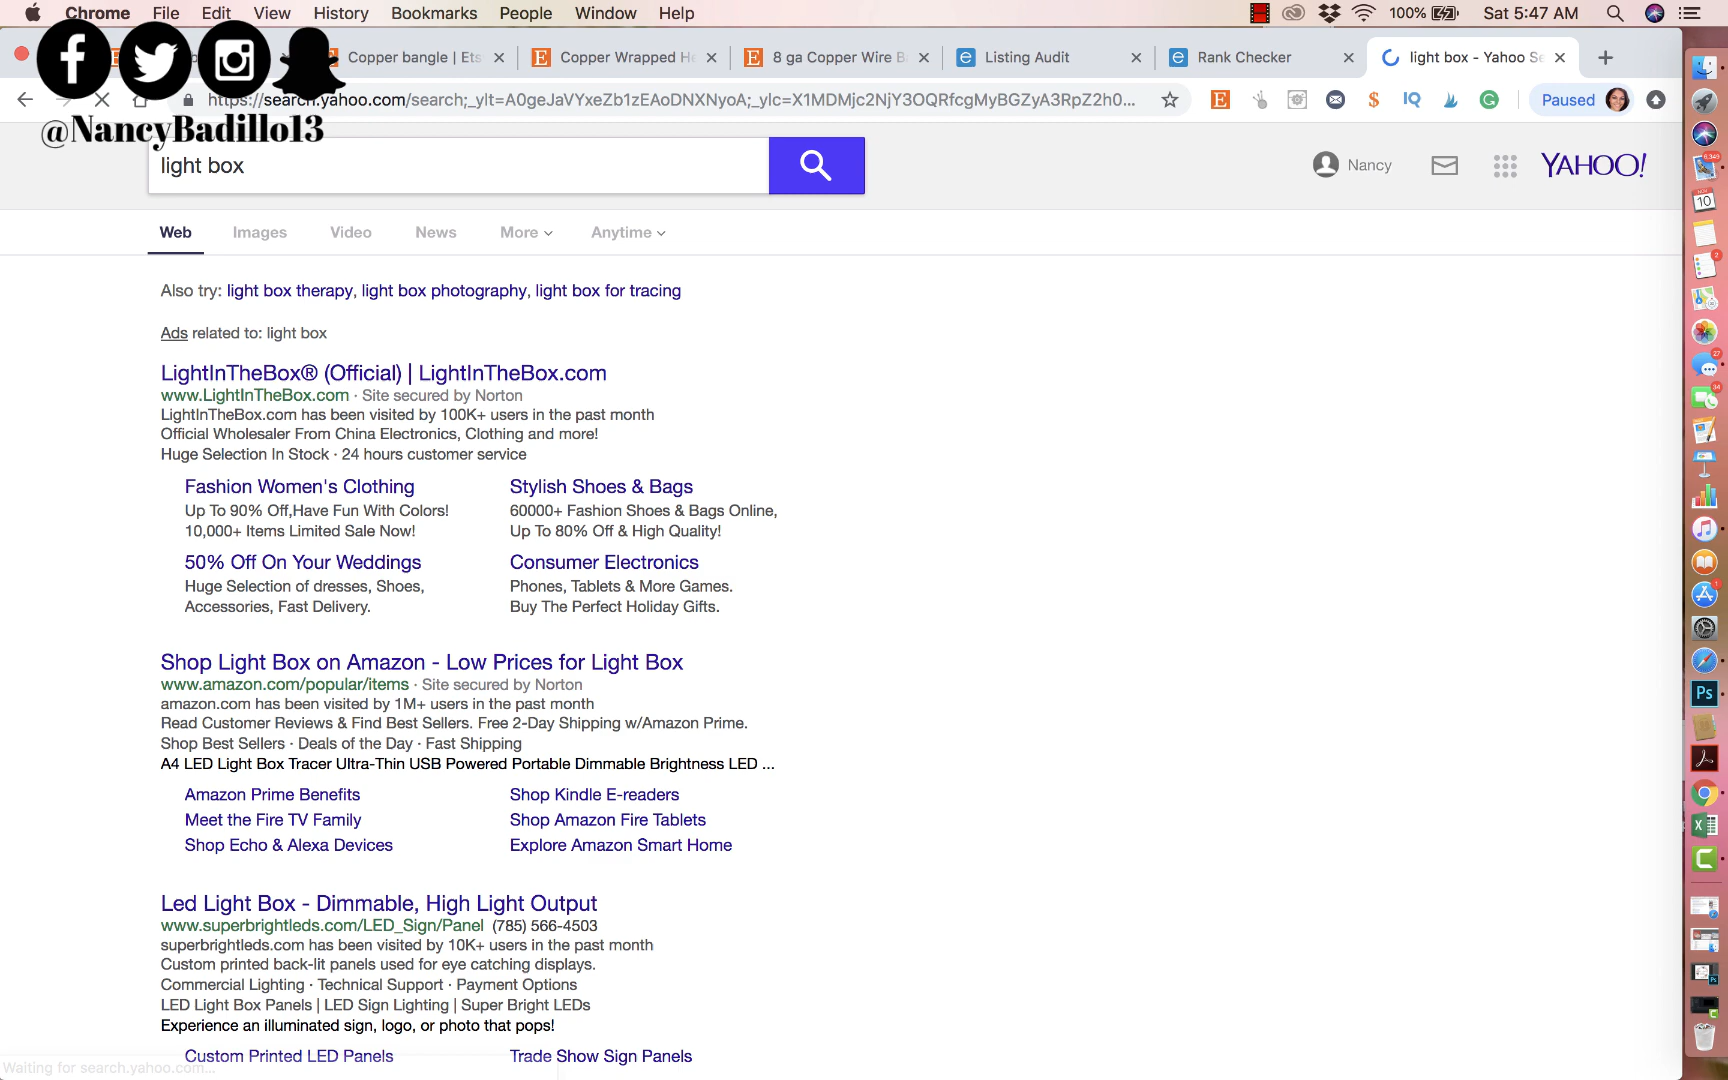 Chrome File Edit View History Bookmarks People Window Help 100% Sat 5:47 AM
Copper bangle | Ets Copper Wrapped He 8 ga Copper Wire B Listing Audit Rank Checker light box - Yahoo Se
https://search.yahoo.com/search;_ylt=A0geJaVYxeZb1zEAoDNXNyoA;_ylc=X1MDMjc2NjY3OQRfcgMyBGZyA3RpZ2h0... Paused
@NancyBadillo13
light box
Nancy
YAHOO!
Web Images Video News More Anytime
Also try: light box therapy, light box photography, light box for tracing
Ads related to: light box
LightInTheBox® (Official) | LightInTheBox.com
www.LightInTheBox.com · Site secured by Norton
LightInTheBox.com has been visited by 100K+ users in the past month
Official Wholesaler From China Electronics, Clothing and more!
Huge Selection In Stock · 24 hours customer service
Fashion Women's Clothing
Up To 90% Off,Have Fun With Colors!
10,000+ Items Limited Sale Now!
Stylish Shoes & Bags
60000+ Fashion Shoes & Bags Online,
Up To 80% Off & High Quality!
50% Off On Your Weddings
Huge Selection of dresses, Shoes,
Accessories, Fast Delivery.
Consumer Electronics
Phones, Tablets & More Games.
Buy The Perfect Holiday Gifts.
Shop Light Box on Amazon - Low Prices for Light Box
www.amazon.com/popular/items · Site secured by Norton
amazon.com has been visited by 1M+ users in the past month
Read Customer Reviews & Find Best Sellers. Free 2-Day Shipping w/Amazon Prime.
Shop Best Sellers · Deals of the Day · Fast Shipping
A4 LED Light Box Tracer Ultra-Thin USB Powered Portable Dimmable Brightness LED ...
Amazon Prime Benefits
Meet the Fire TV Family
Shop Echo & Alexa Devices
Shop Kindle E-readers
Shop Amazon Fire Tablets
Explore Amazon Smart Home
Led Light Box - Dimmable, High Light Output
www.superbrightleds.com/LED_Sign/Panel (785) 566-4503
superbrightleds.com has been visited by 10K+ users in the past month
Custom printed back-lit panels used for eye catching displays.
Commercial Lighting · Technical Support · Payment Options
LED Light Box Panels | LED Sign Lighting | Super Bright LEDs
Experience an illuminated sign, logo, or photo that pops!
Custom Printed LED Panels
Trade Show Sign Panels
Waiting for search.yahoo.com...